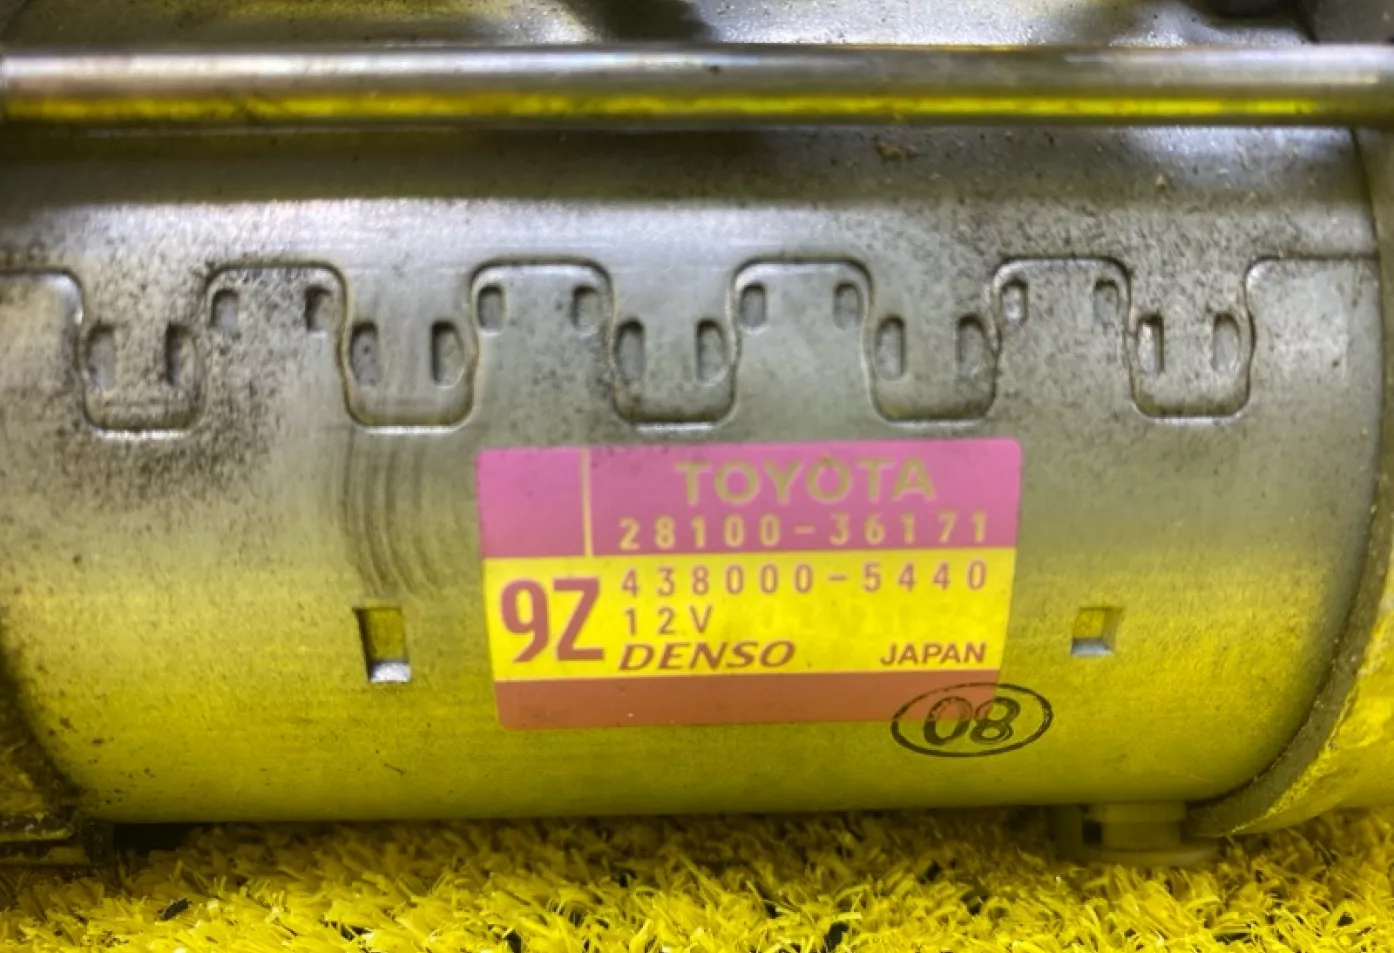 TOYOTA
28100-36171
9Z
438000-5440
12V
DENSO JAPAN
08